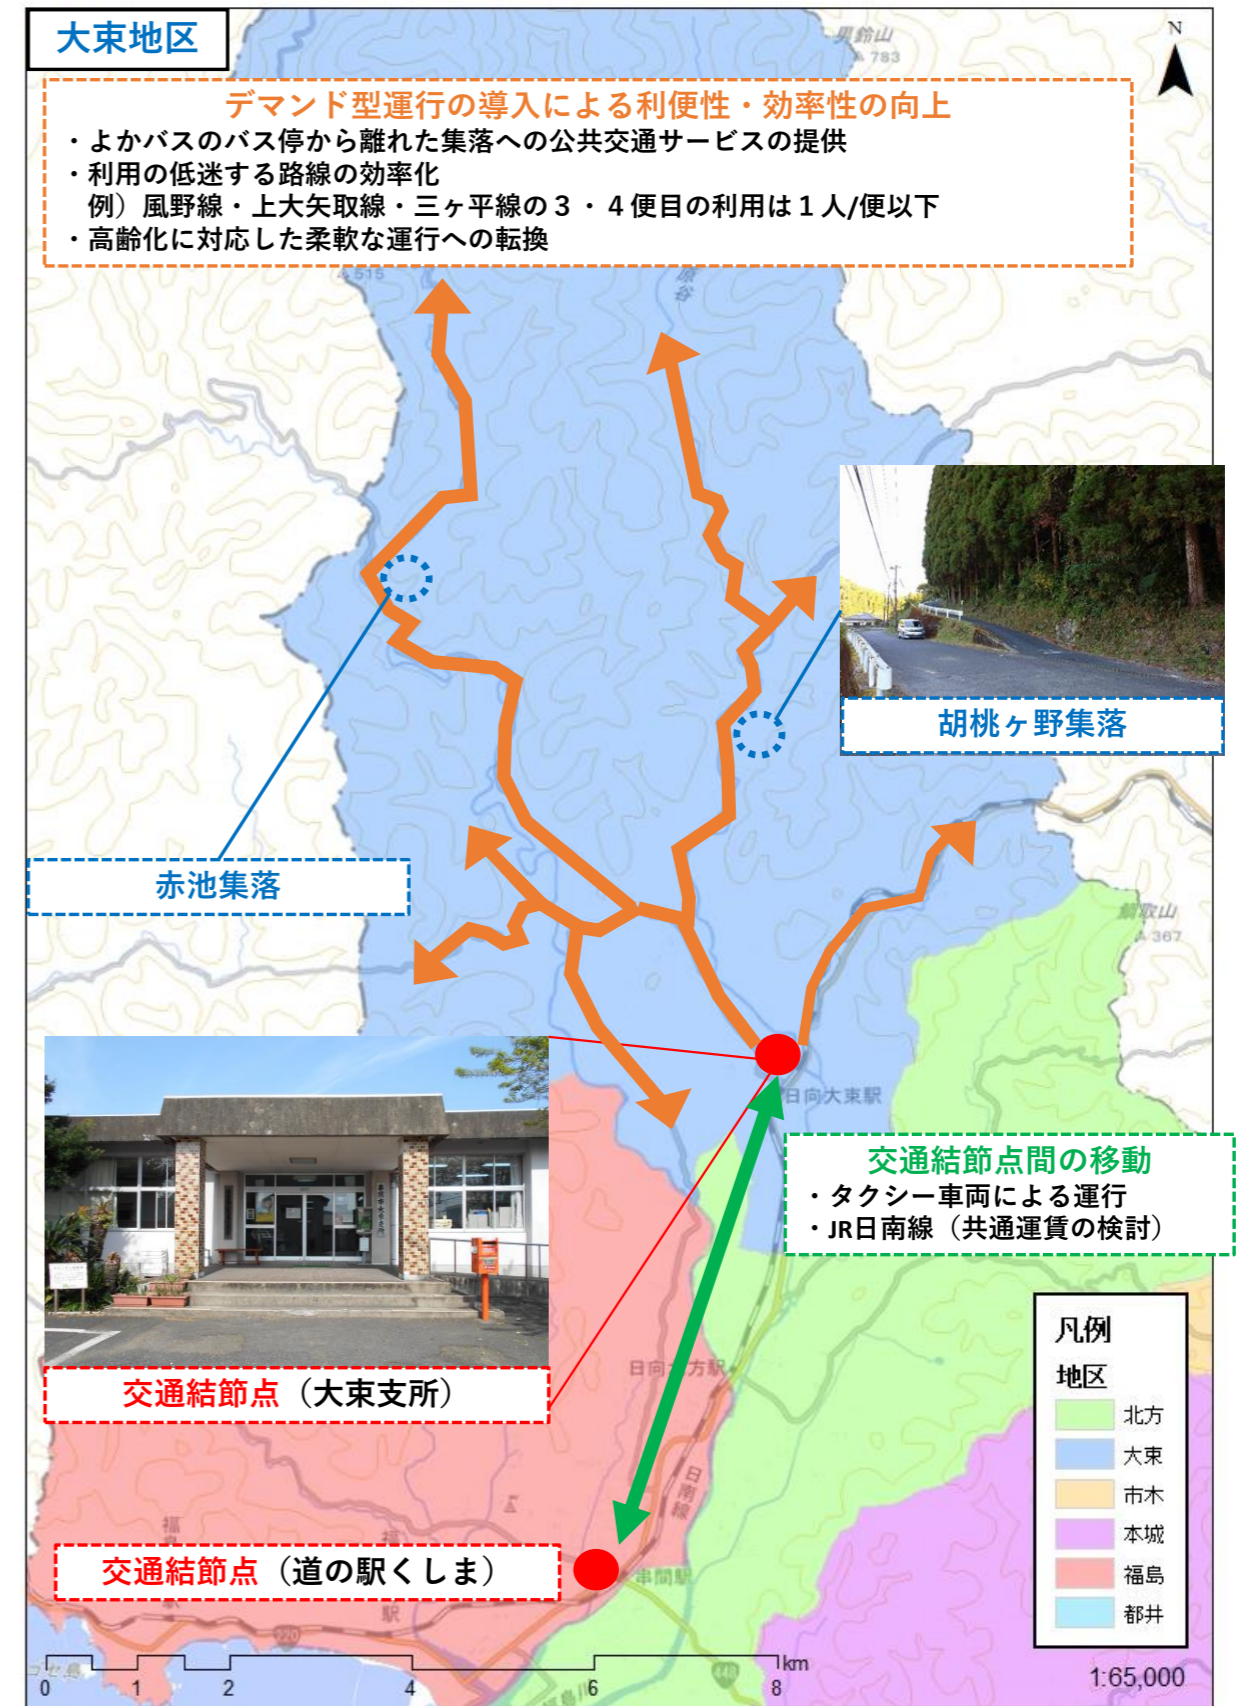 大束地区
男鈴山
783
N
デマンド型運行の導入による利便性・効率性の向上
・よかバスのバス停から離れた集落への公共交通サービスの提供
・利用の低迷する路線の効率化
例）風野線・上大矢取線・三ヶ平線の３・４便目の利用は１人/便以下
・高齢化に対応した柔軟な運行への転換
515
原谷
胡桃ヶ野集落
赤池集落
鯛取山
367
日向大束駅
交通結節点間の移動
・タクシー車両による運行
・JR日南線（共通運賃の検討）
交通結節点（大束支所）
日向北方駅
日南線
交通結節点（道の駅くしま）
串間駅
福
福
駅
駅
220
448
福島川
凡例
地区
北方
大束
市木
本城
福島
都井
0 1 2 4 6 8 km
1:65,000